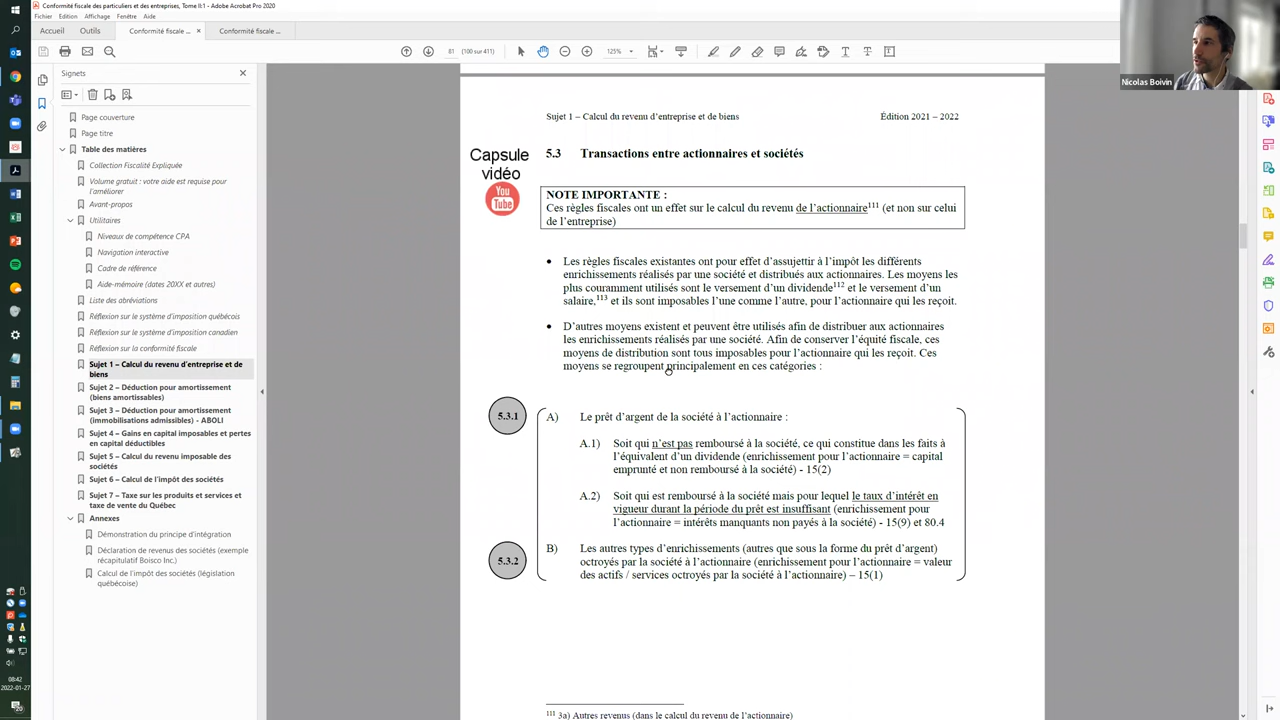 Conformité fiscale des particuliers et des entreprises, Tome II:1 - Adobe Acrobat Pro 2020
Fichier Edition Affichage Fenêtre Aide
Accueil Outils Conformité fiscale ... × Conformité fiscale ...
81 (100 sur 411) 125%
Nicolas Boivin
Signets
Page couverture
Page titre
Table des matières
Collection Fiscalité Expliquée
Volume gratuit : votre aide est requise pour
l'améliorer
Avant-propos
Utilitaires
Niveaux de compétence CPA
Navigation interactive
Cadre de référence
Aide-mémoire (dates 20XX et autres)
Liste des abréviations
Réflexion sur le système d'imposition québécois
Réflexion sur le système d'imposition canadien
Réflexion sur la conformité fiscale
Sujet 1 – Calcul du revenu d'entreprise et de
biens
Sujet 2 – Déduction pour amortissement
(biens amortissables)
Sujet 3 – Déduction pour amortissement
(immobilisations admissibles) - ABOLI
Sujet 4 – Gains en capital imposables et pertes
en capital déductibles
Sujet 5 – Calcul du revenu imposable des
sociétés
Sujet 6 – Calcul de l'impôt des sociétés
Sujet 7 – Taxe sur les produits et services et
taxe de vente du Québec
Annexes
Démonstration du principe d'intégration
Déclaration de revenus des sociétés (exemple
récapitulatif Boisco Inc.)
Calcul de l'impôt des sociétés (législation
québécoise)
08:42
2022-01-27
Sujet 1 – Calcul du revenu d'entreprise et de biens Édition 2021 – 2022
Capsule
vidéo
You
Tube
5.3 Transactions entre actionnaires et sociétés
NOTE IMPORTANTE :
Ces règles fiscales ont un effet sur le calcul du revenu de l'actionnaire111 (et non sur celui
de l'entreprise)
• Les règles fiscales existantes ont pour effet d'assujettir à l'impôt les différents
enrichissements réalisés par une société et distribués aux actionnaires. Les moyens les
plus couramment utilisés sont le versement d'un dividende112 et le versement d'un
salaire,113 et ils sont imposables l'une comme l'autre, pour l'actionnaire qui les reçoit.
• D'autres moyens existent et peuvent être utilisés afin de distribuer aux actionnaires
les enrichissements réalisés par une société. Afin de conserver l'équité fiscale, ces
moyens de distribution sont tous imposables pour l'actionnaire qui les reçoit. Ces
moyens se regroupent principalement en ces catégories :
5.3.1
A) Le prêt d'argent de la société à l'actionnaire :
A.1) Soit qui n'est pas remboursé à la société, ce qui constitue dans les faits à
l'équivalent d'un dividende (enrichissement pour l'actionnaire = capital
emprunté et non remboursé à la société) - 15(2)
A.2) Soit qui est remboursé à la société mais pour lequel le taux d'intérêt en
vigueur durant la période du prêt est insuffisant (enrichissement pour
l'actionnaire = intérêts manquants non payés à la société) - 15(9) et 80.4
5.3.2
B) Les autres types d'enrichissements (autres que sous la forme du prêt d'argent)
octroyés par la société à l'actionnaire (enrichissement pour l'actionnaire = valeur
des actifs / services octroyés par la société à l'actionnaire) – 15(1)
111 3a) Autres revenus (dans le calcul du revenu de l'actionnaire)